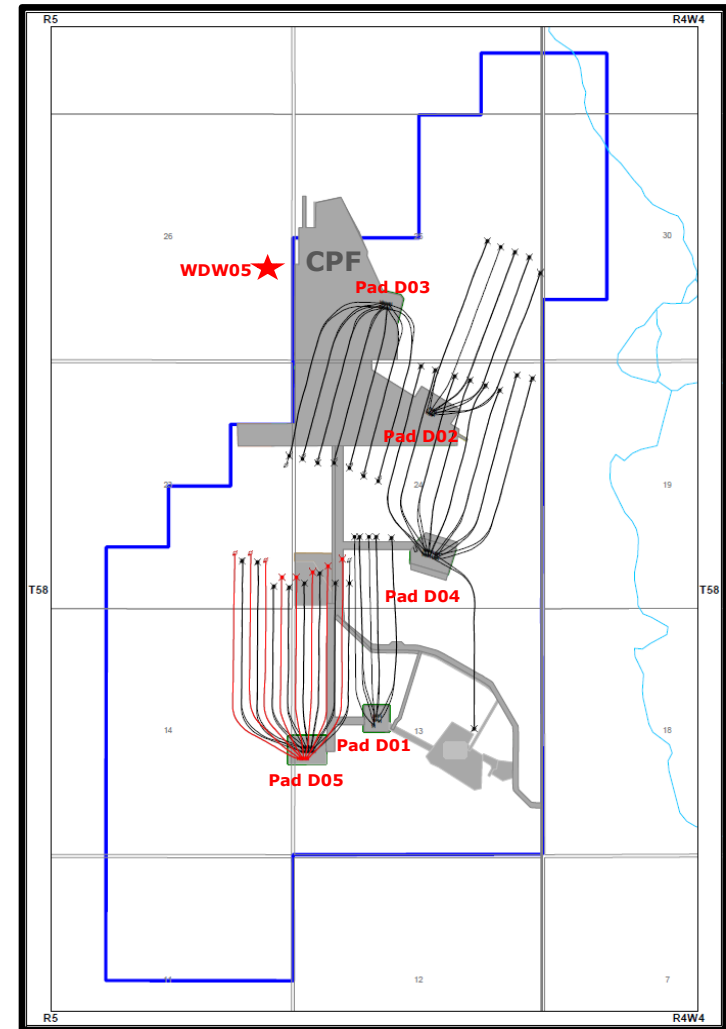 R5 R4W4
26 25 30
WDW05
CPF
Pad D03
Pad D02
23 24 19
Pad D04
T58 T58
14 13 18
Pad D01
Pad D05
11 12 7
R5 R4W4